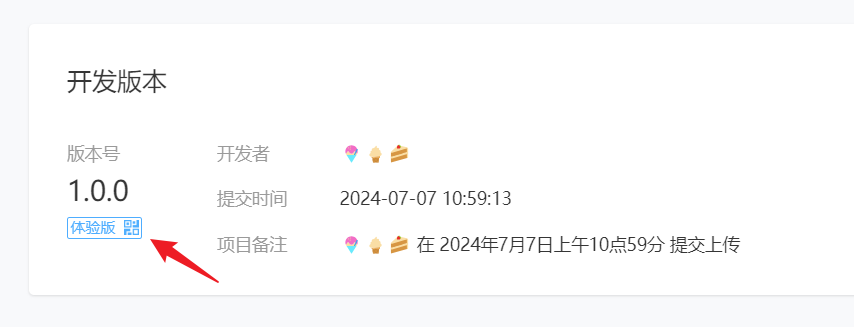 开发版本
版本号
1.0.0
体验版
开发者 🍧🍦🍰
提交时间 2024-07-07 10:59:13
项目备注 🍧🍦🍰 在 2024年7月7日上午10点59分 提交上传